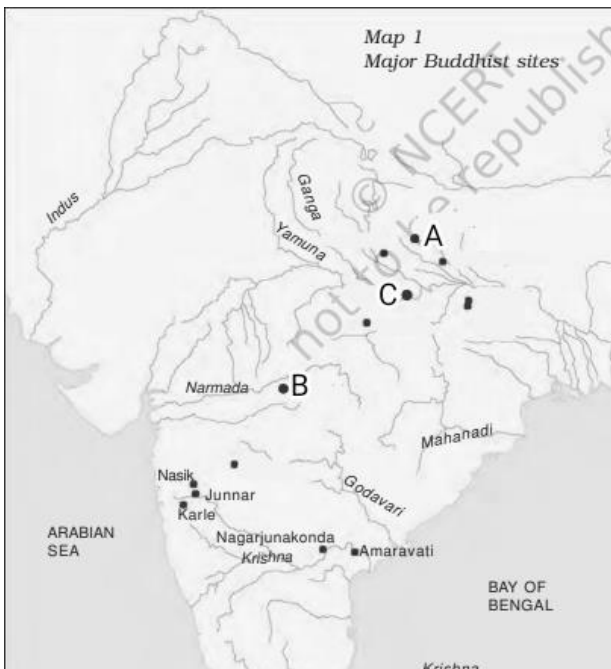 Map 1
Major Buddhist sites
© NCERT
not to be republish
Indus
Ganga
Yamuna
A
C
B
Narmada
Mahanadi
Nasik
Junnar
Karle
Godavari
ARABIAN
SEA
Nagarjunakonda
Krishna
Amaravati
BAY OF
BENGAL